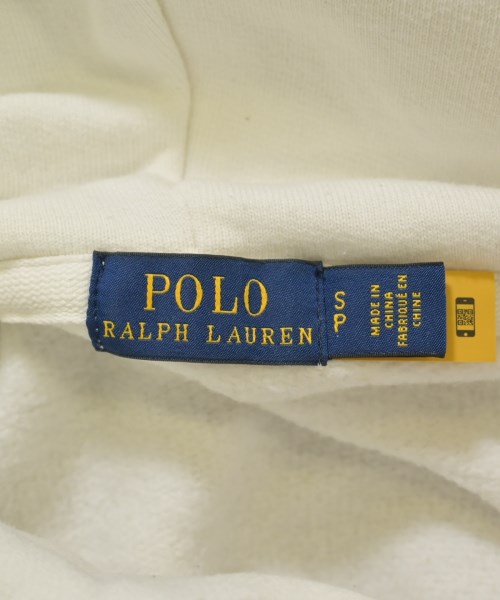 POLO
RALPH LAUREN
S
P
MADE IN
CHINA
FABRIQUÉ EN
CHINE